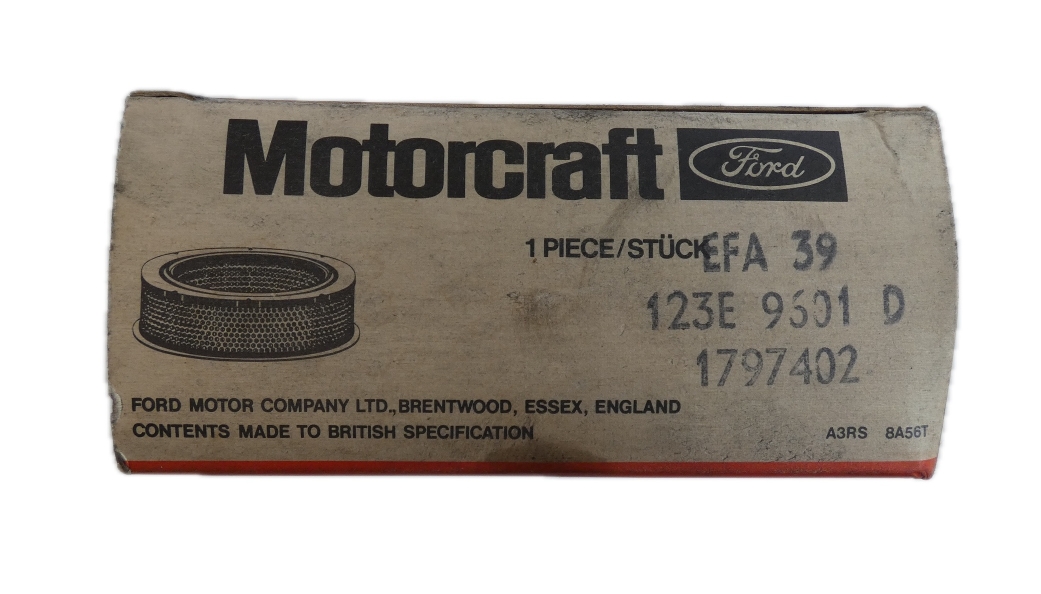 Motorcraft Ford
1 PIECE/STÜCK EFA 39
123E 9601 D
1797402
FORD MOTOR COMPANY LTD., BRENTWOOD, ESSEX, ENGLAND
CONTENTS MADE TO BRITISH SPECIFICATION
A3RS 8A56T